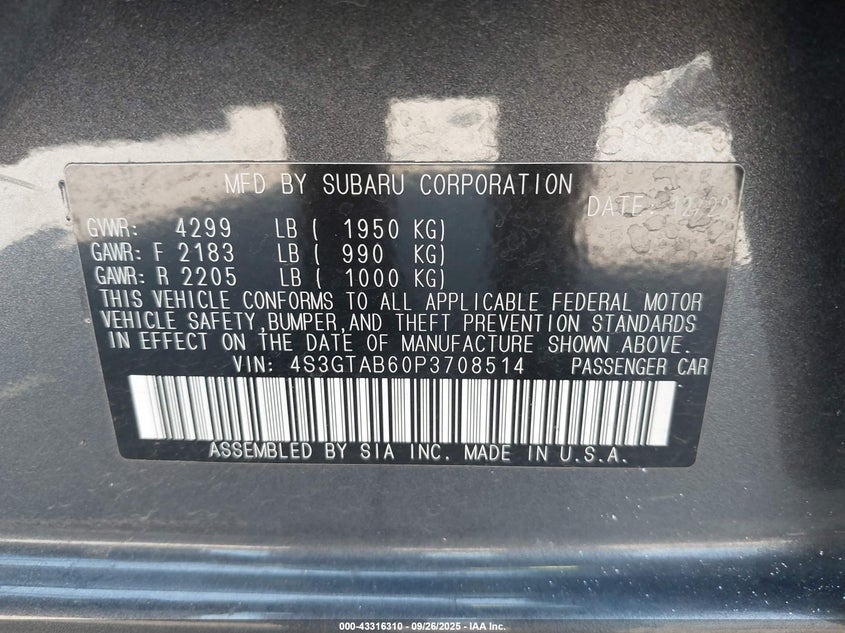 MFD BY SUBARU CORPORATION
DATE: 12/22
GVWR: 4299 LB ( 1950 KG)
GAWR: F 2183 LB ( 990 KG)
GAWR: R 2205 LB ( 1000 KG)
THIS VEHICLE CONFORMS TO ALL APPLICABLE FEDERAL MOTOR
VEHICLE SAFETY,BUMPER,AND THEFT PREVENTION STANDARDS
IN EFFECT ON THE DATE OF MANUFACTURE SHOWN ABOVE.
VIN: 4S3GTAB60P3708514 PASSENGER CAR
ASSEMBLED BY SIA INC. MADE IN U.S.A.
000-43316310 - 09/26/2025 - IAA Inc.